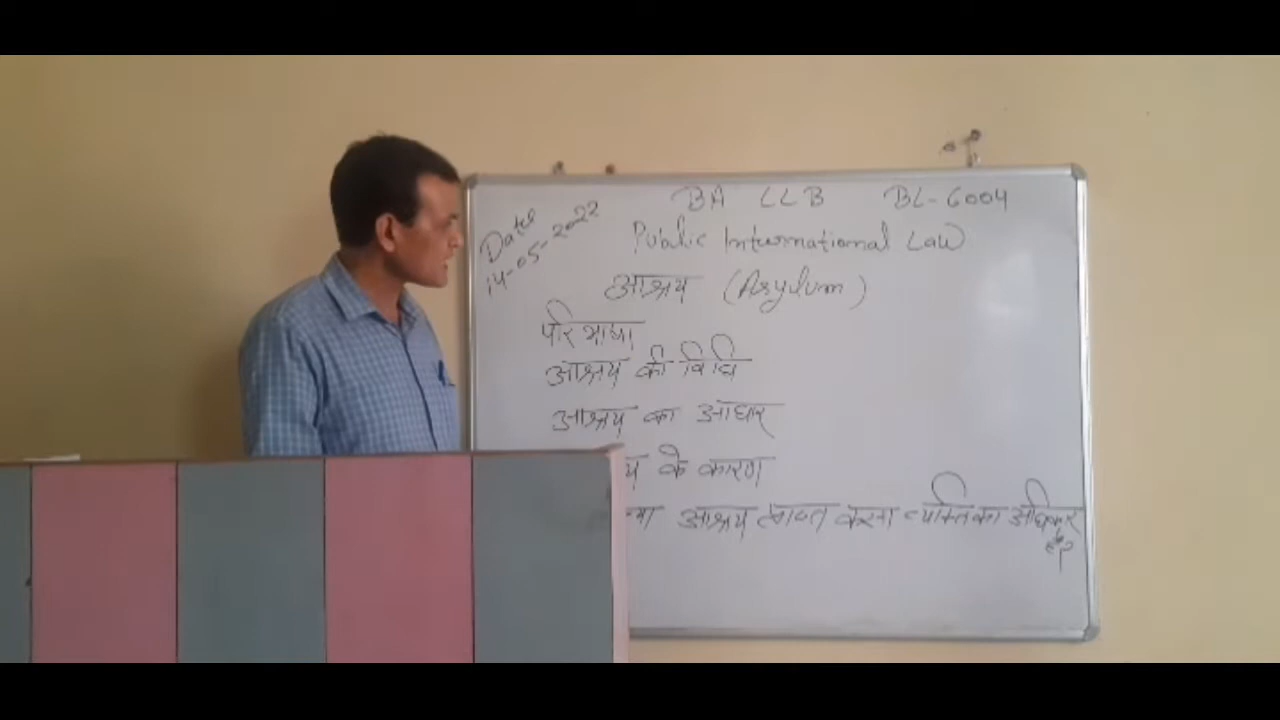 BA LLB BL-6004
Date
14-05-2022
Public International Law
आश्रय (Asylum)
परिभाषा
आश्रय की विधि
आश्रय का आधार
य के कारण
आश्रय प्राप्त करना व्यक्ति का अधिकार
है?